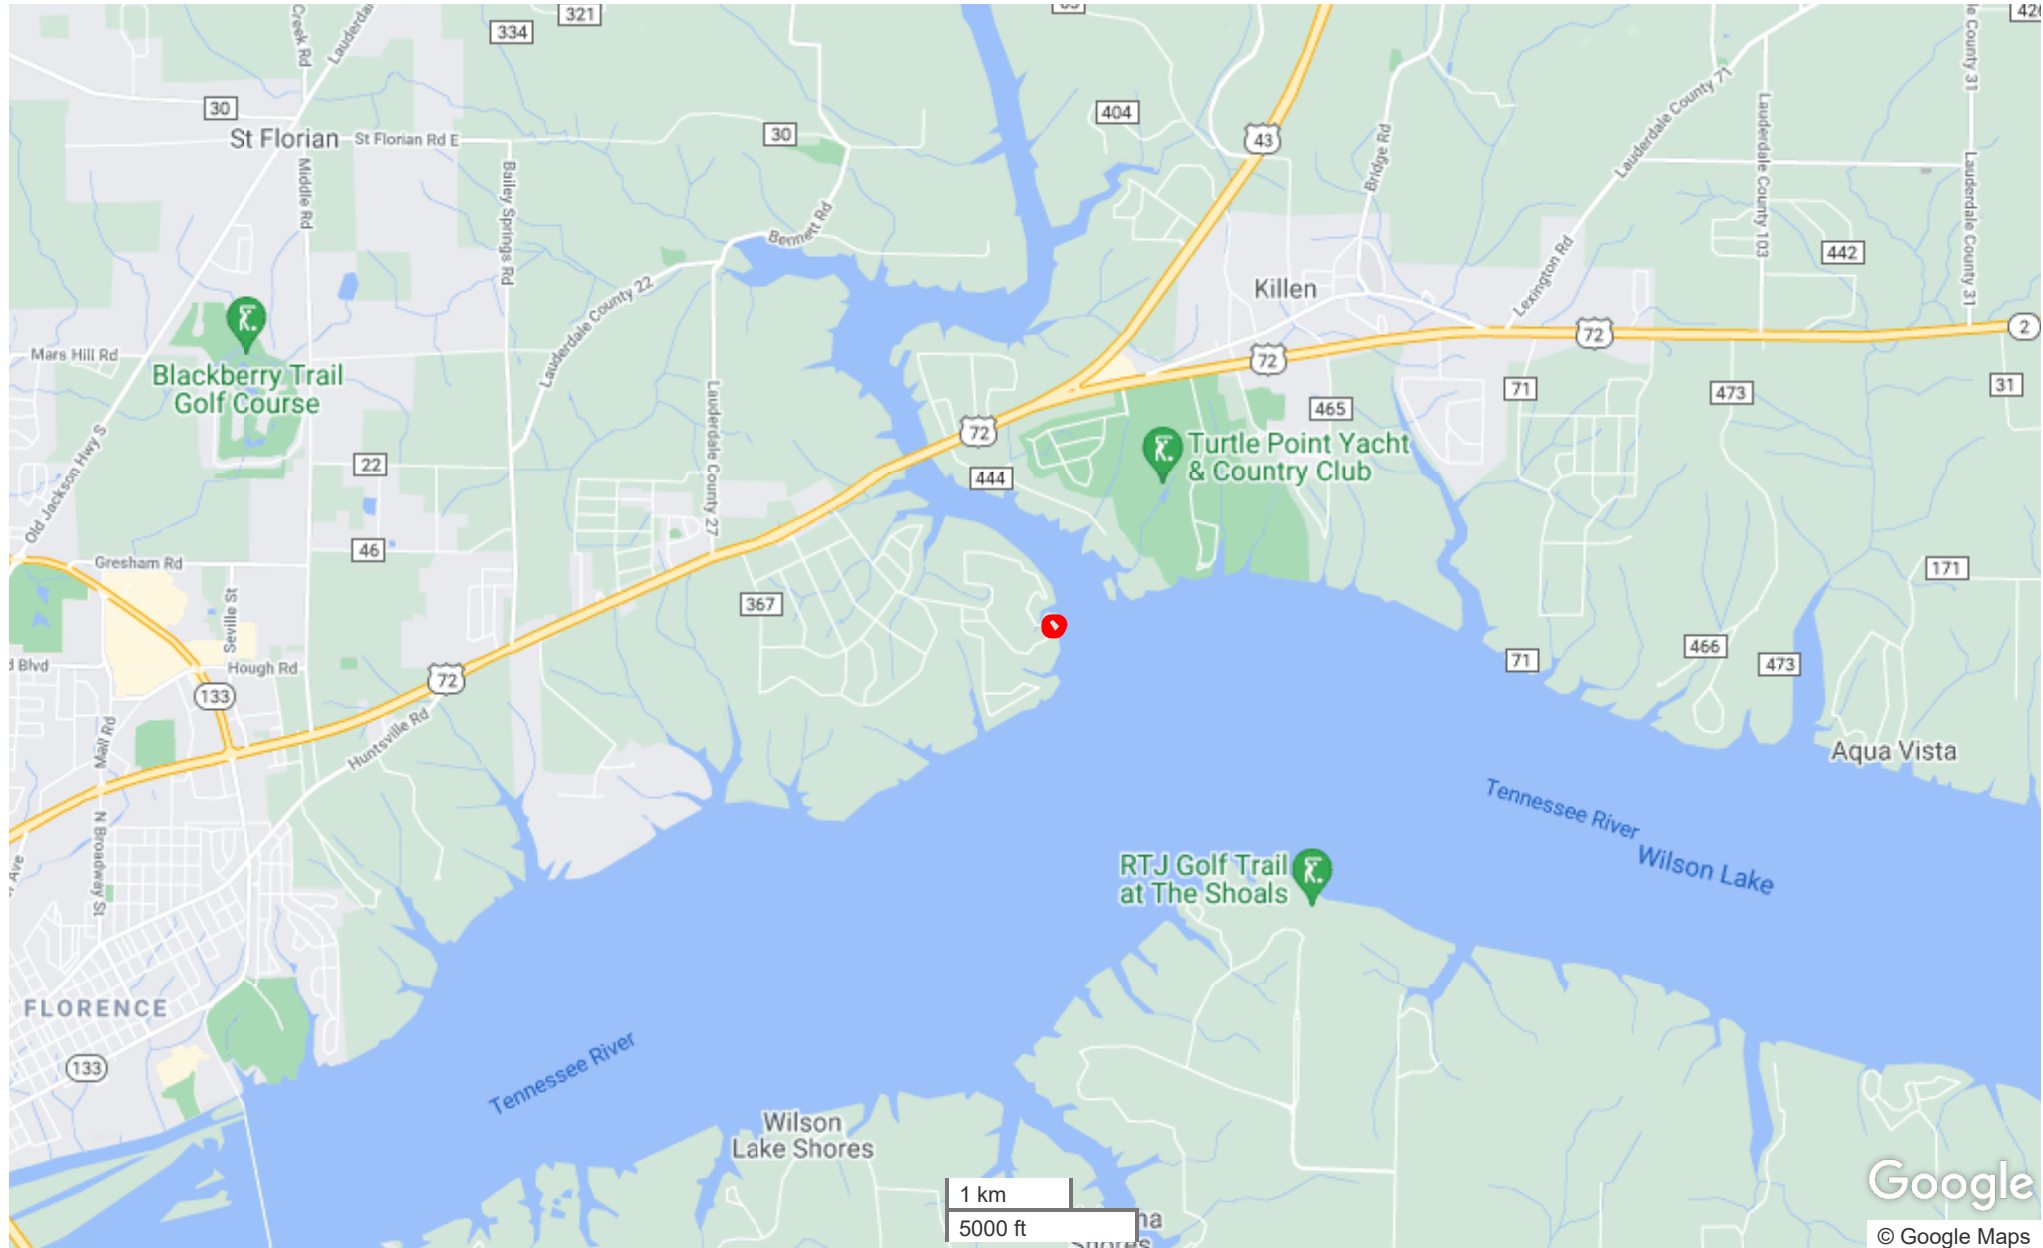 321
334
Creek Rd
30
St Florian
St Florian Rd E
30
404
43
Bridge Rd
Lauderdale County 71
Lauderdale County 103
Lauderdale County 31
442
Middle Rd
Bailey Springs Rd
Bennett Rd
Lauderdale County 22
Killen
Lexington Rd
72
72
2
Mars Hill Rd
Blackberry Trail
Golf Course
Lauderdale County 27
71
473
31
465
72
Turtle Point Yacht
& Country Club
444
22
Old Jackson Hwy S
46
Gresham Rd
171
367
Seville St
Hough Rd
d Blvd
72
133
71
466
473
Huntsville Rd
Aqua Vista
N Broadway St
Tennessee River
Wilson Lake
RTJ Golf Trail
at The Shoals
FLORENCE
133
Tennessee River
Wilson
Lake Shores
1 km
5000 ft
Google
© Google Maps